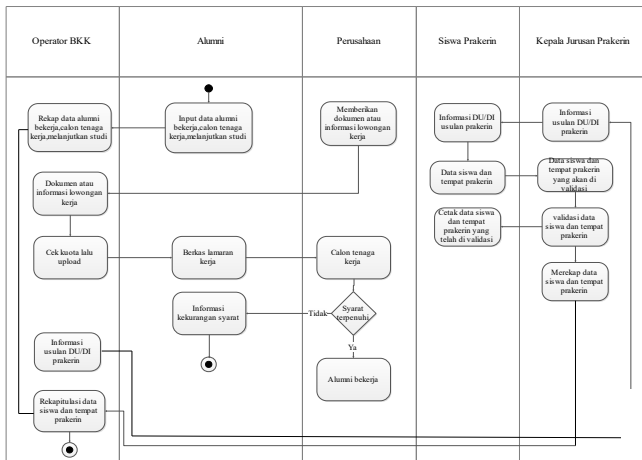 Operator BKK
Alumni
Perusahaan
Siswa Prakerin
Kepala Jurusan Prakerin
Rekap data alumni
bekerja,calon tenaga
kerja,melanjutkan studi
Input data alumni
bekerja,calon tenaga
kerja,melanjutkan studi
Memberikan
dokumen atau
informasi lowongan
kerja
Informasi DU/DI
usulan prakerin
Informasi
usulan DU/DI
prakerin
Dokumen atau
informasi lowongan
kerja
Data siswa dan
tempat prakerin
Data siswa dan
tempat prakerin
yang akan di
validasi
Cek kuota lalu
upload
Berkas lamaran
kerja
Calon tenaga
kerja
Cetak data siswa
dan tempat
prakerin yang
telah di validasi
validasi data
siswa dan tempat
prakerin
Informasi
kekurangan syarat
Tidak
Syarat
terpenuhi
Merekap data
siswa dan tempat
prakerin
Ya
Informasi
usulan DU/DI
prakerin
Alumni bekerja
Rekapitulasi data
siswa dan tempat
prakerin